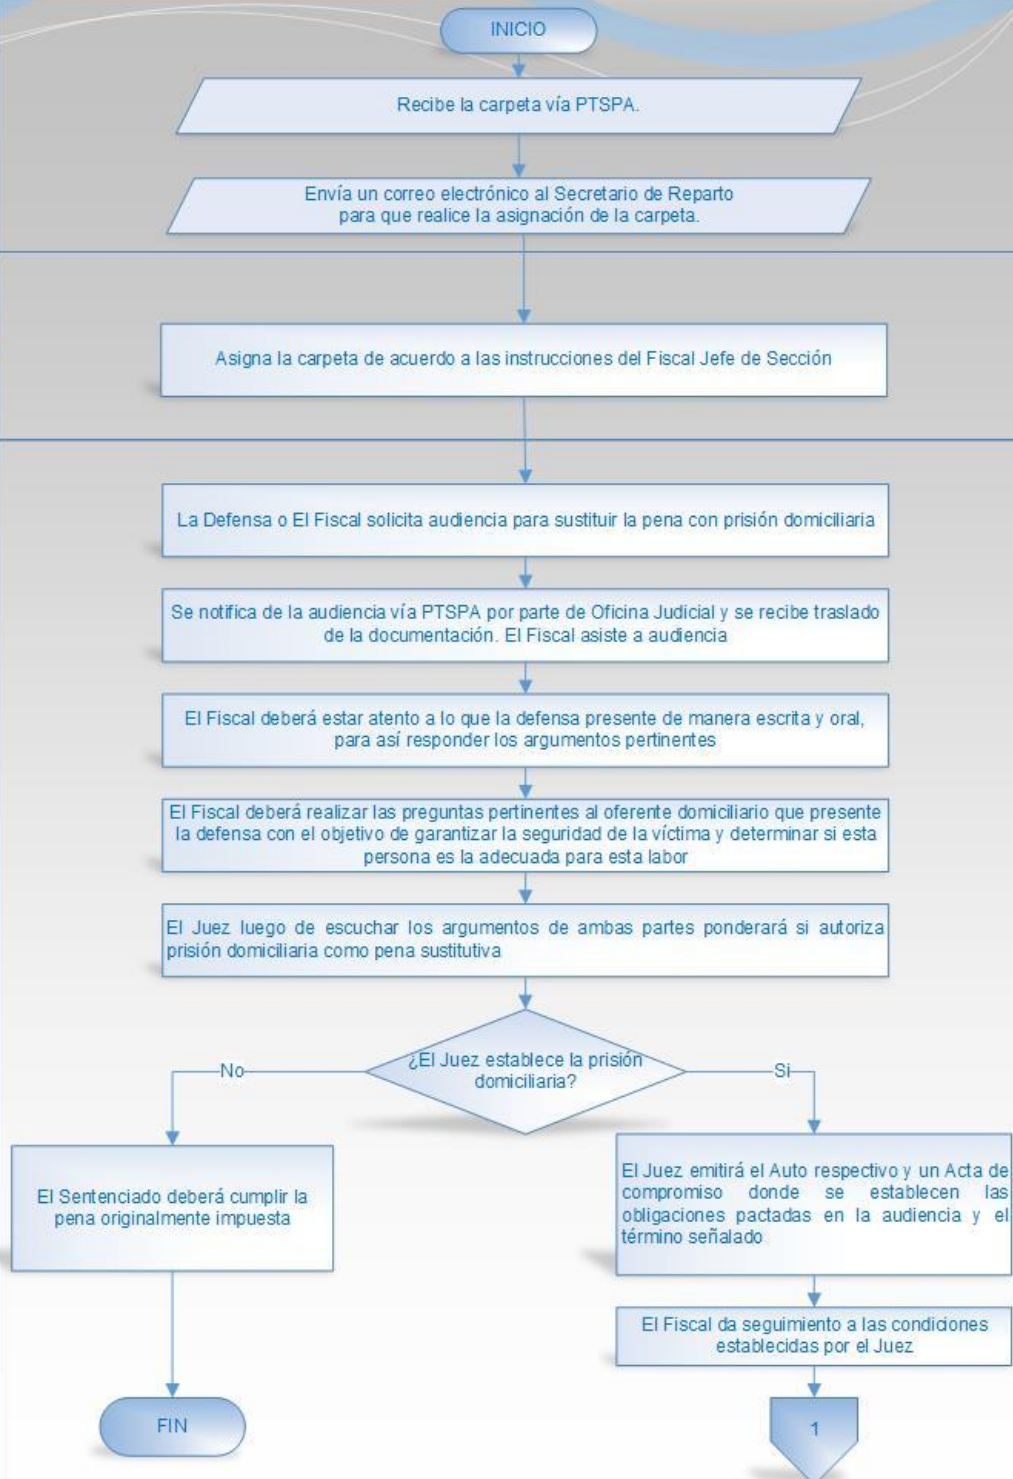 INICIO
Recibe la carpeta vía PTSPA.
Envía un correo electrónico al Secretario de Reparto
para que realice la asignación de la carpeta.
Asigna la carpeta de acuerdo a las instrucciones del Fiscal Jefe de Sección
La Defensa o El Fiscal solicita audiencia para sustituir la pena con prisión domiciliaria
Se notifica de la audiencia vía PTSPA por parte de Oficina Judicial y se recibe traslado
de la documentación. El Fiscal asiste a audiencia
El Fiscal deberá estar atento a lo que la defensa presente de manera escrita y oral,
para así responder los argumentos pertinentes
El Fiscal deberá realizar las preguntas pertinentes al oferente domiciliario que presente
la defensa con el objetivo de garantizar la seguridad de la víctima y determinar si esta
persona es la adecuada para esta labor
El Juez luego de escuchar los argumentos de ambas partes ponderará si autoriza
prisión domiciliaria como pena sustitutiva
¿El Juez establece la prisión
domiciliaria?
No
Si
El Sentenciado deberá cumplir la
pena originalmente impuesta
El Juez emitirá el Auto respectivo y un Acta de
compromiso donde se establecen las
obligaciones pactadas en la audiencia y el
término señalado
El Fiscal da seguimiento a las condiciones
establecidas por el Juez
FIN
1